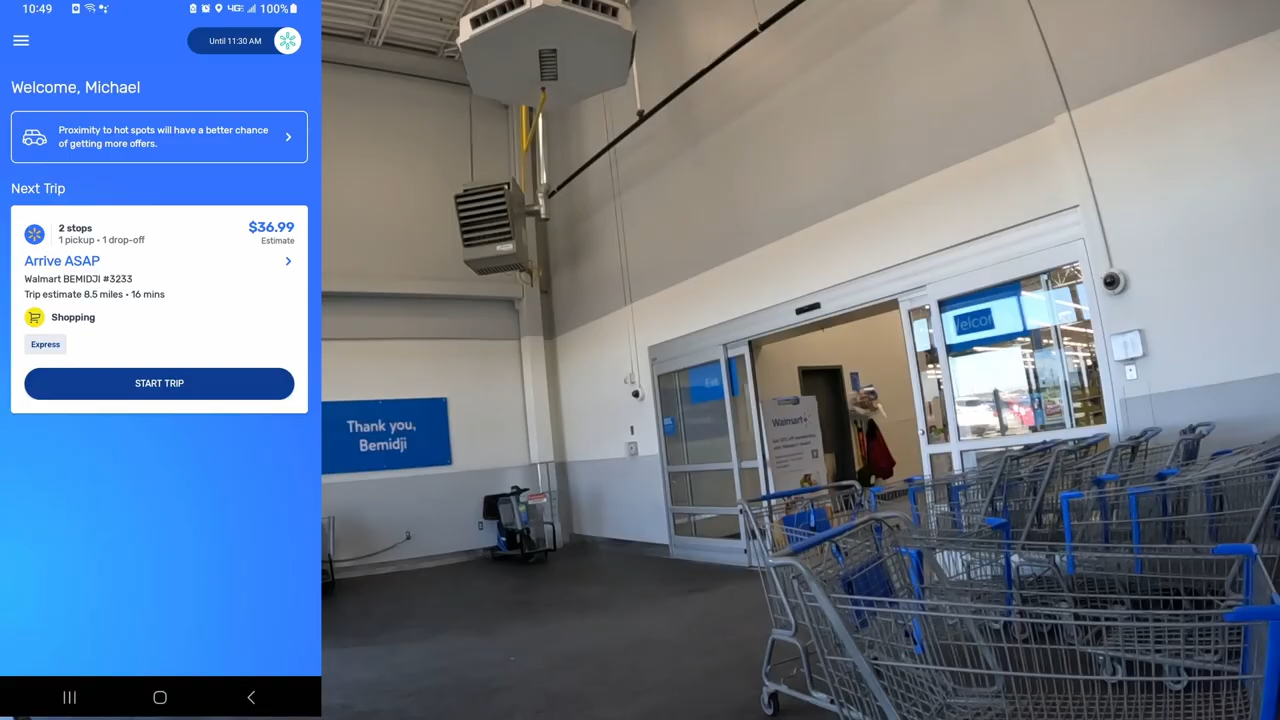 10:49
4G
100%
Until 11:30 AM
Welcome, Michael
Proximity to hot spots will have a better chance
of getting more offers.
Next Trip
2 stops
$36.99
1 pickup • 1 drop-off
Estimate
Arrive ASAP
Walmart BEMIDJI #3233
Trip estimate 8.5 miles • 16 mins
Shopping
Express
START TRIP
Thank you,
Bemidji
Exit
Walmart+
Welcom